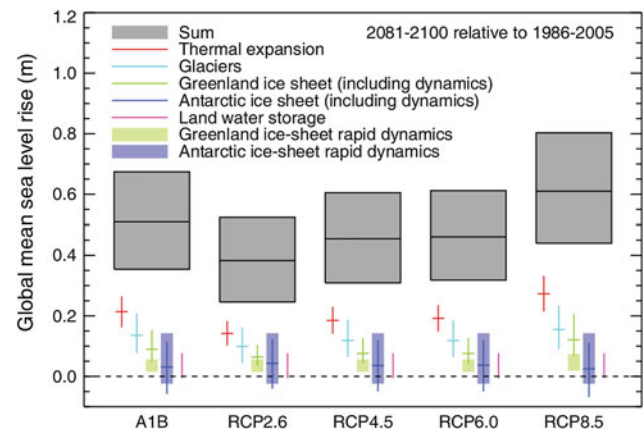 1.2
1.0
0.8
0.6
0.4
0.2
0.0
Global mean sea level rise (m)
2081-2100 relative to 1986-2005
Sum
Thermal expansion
Glaciers
Greenland ice sheet (including dynamics)
Antarctic ice sheet (including dynamics)
Land water storage
Greenland ice-sheet rapid dynamics
Antarctic ice-sheet rapid dynamics
A1B RCP2.6 RCP4.5 RCP6.0 RCP8.5